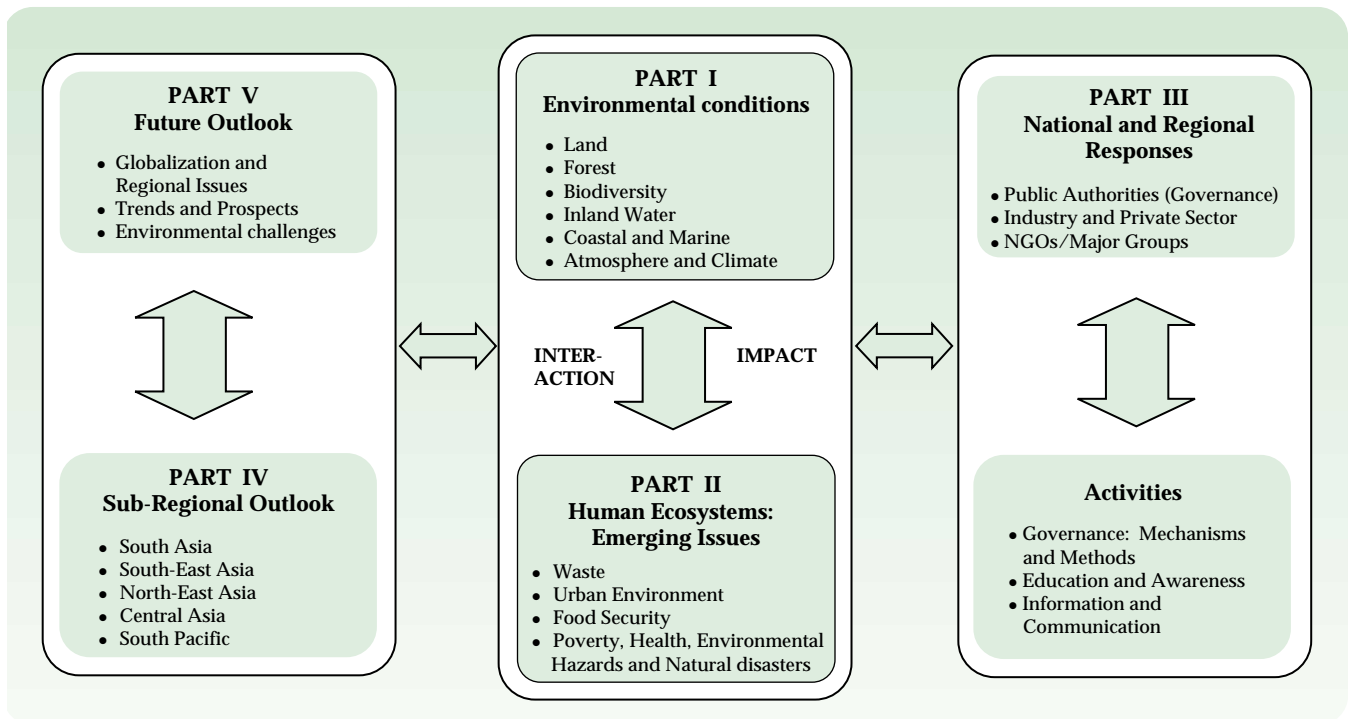 PART V
Future Outlook
• Globalization and
Regional Issues
• Trends and Prospects
• Environmental challenges
PART IV
Sub-Regional Outlook
• South Asia
• South-East Asia
• North-East Asia
• Central Asia
• South Pacific
PART I
Environmental conditions
• Land
• Forest
• Biodiversity
• Inland Water
• Coastal and Marine
• Atmosphere and Climate
INTER-
ACTION
IMPACT
PART II
Human Ecosystems:
Emerging Issues
• Waste
• Urban Environment
• Food Security
• Poverty, Health, Environmental
Hazards and Natural disasters
PART III
National and Regional
Responses
• Public Authorities (Governance)
• Industry and Private Sector
• NGOs/Major Groups
Activities
• Governance: Mechanisms
and Methods
• Education and Awareness
• Information and
Communication